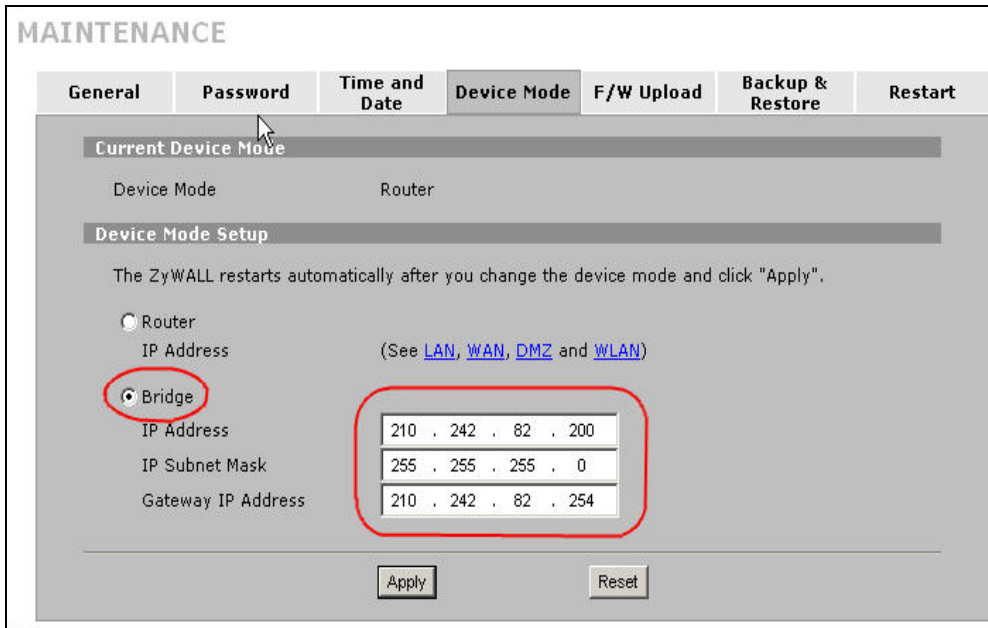 MAINTENANCE
General Password Time and Date Device Mode F/W Upload Backup & Restore Restart
Current Device Mode
Device Mode Router
Device Mode Setup
The ZyWALL restarts automatically after you change the device mode and click "Apply".
Router
IP Address (See LAN, WAN, DMZ and WLAN)
Bridge
IP Address 210 . 242 . 82 . 200
IP Subnet Mask 255 . 255 . 255 . 0
Gateway IP Address 210 . 242 . 82 . 254
Apply Reset